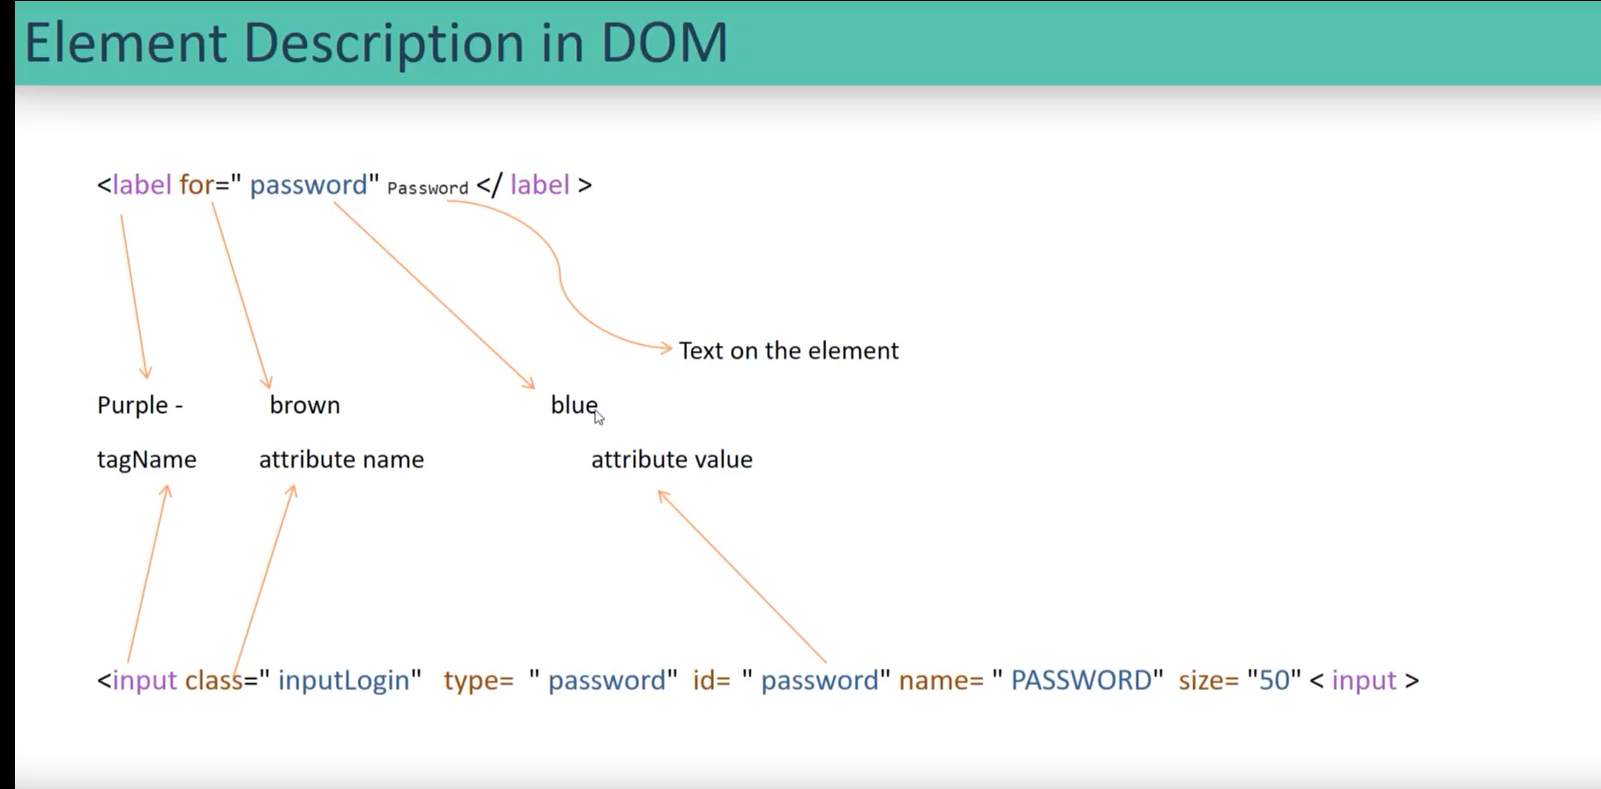 Element Description in DOM
<label for=" password" Password </ label >
Text on the element
Purple - brown blue
tagName attribute name attribute value
<input class=" inputLogin" type= " password" id= " password" name= " PASSWORD" size= "50" < input >